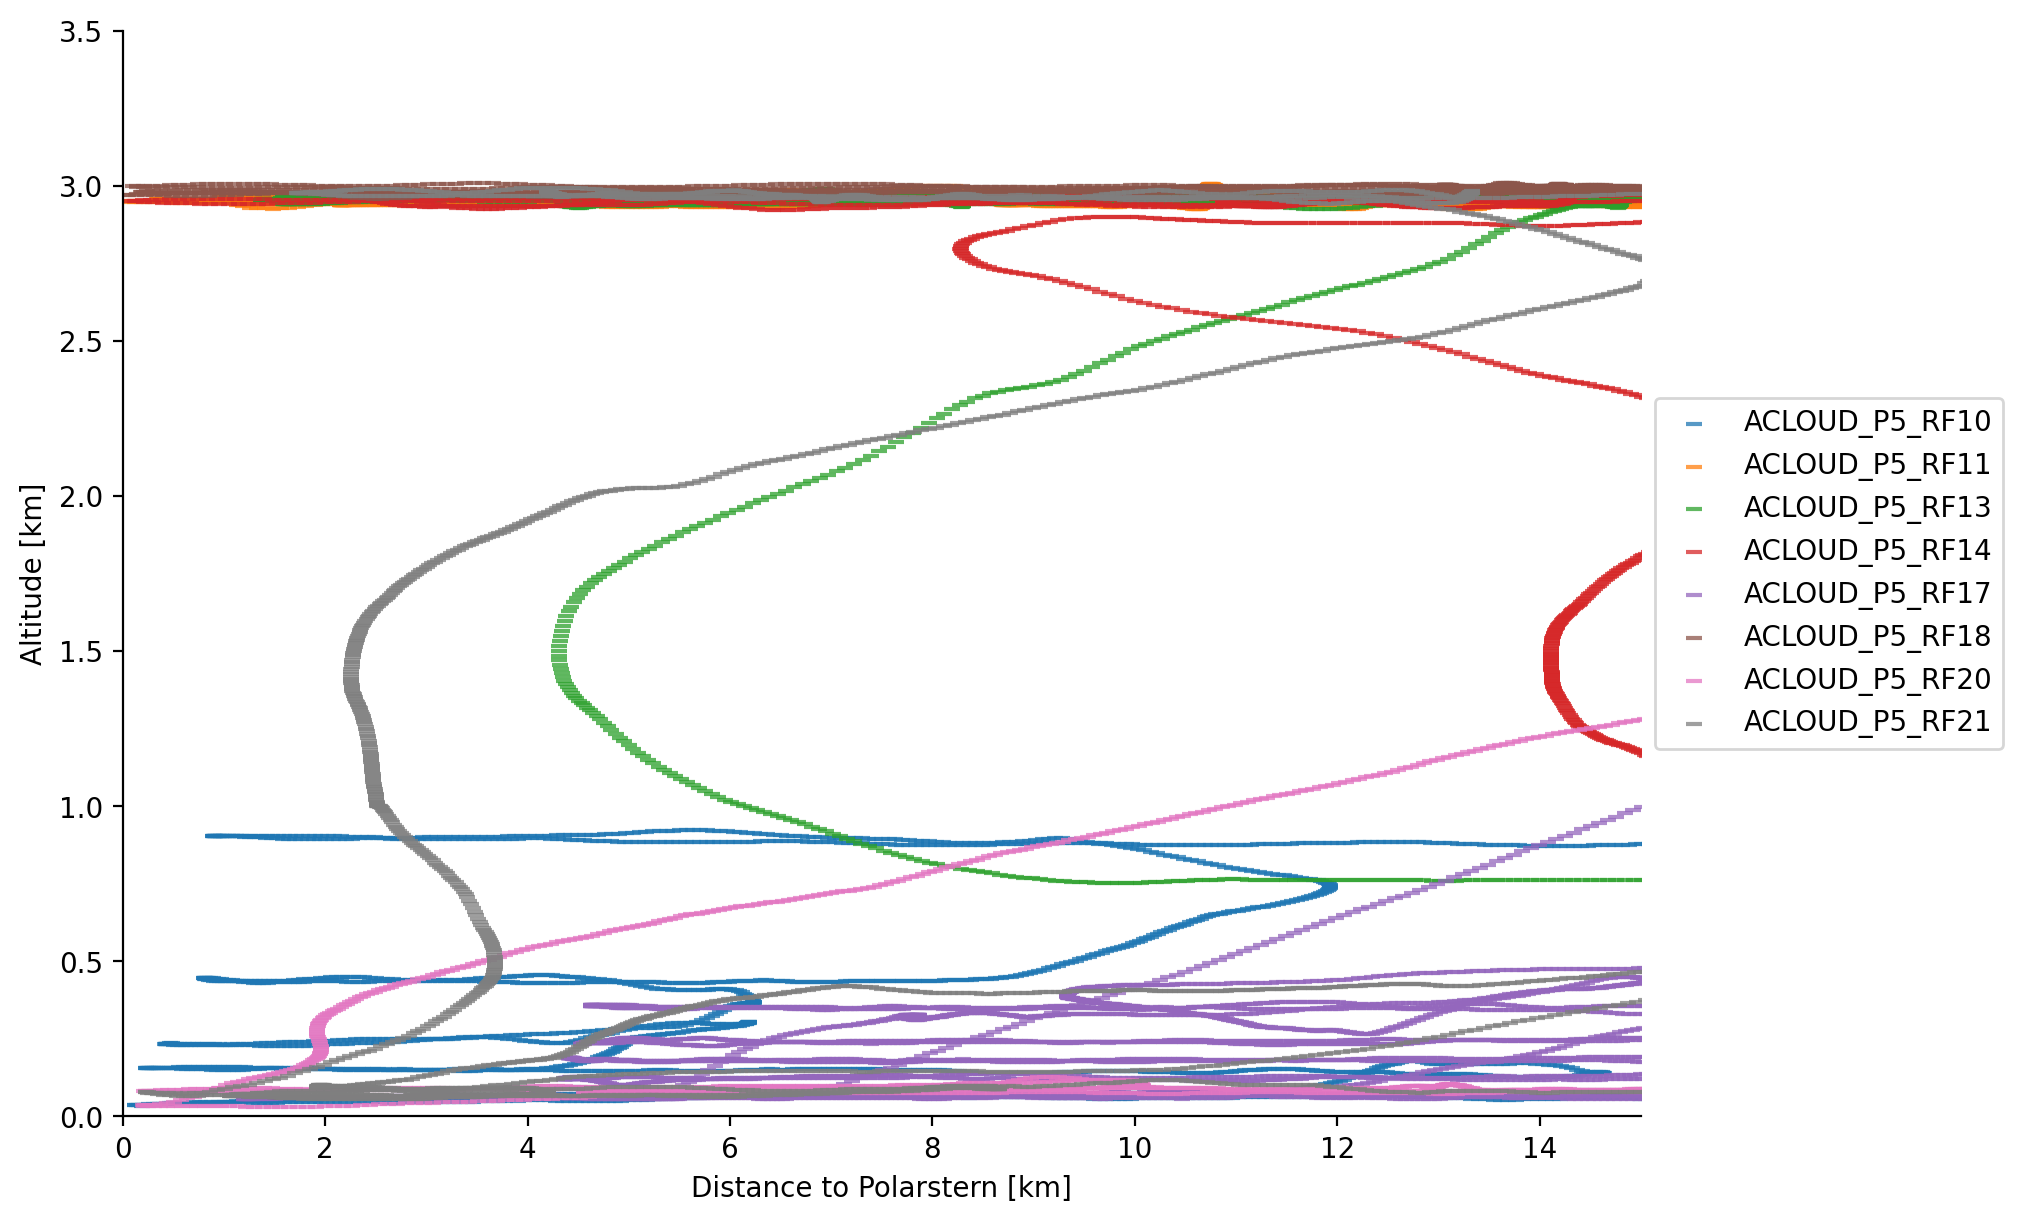 3.5
3.0
2.5
2.0
1.5
1.0
0.5
0.0
Altitude [km]
0 2 4 6 8 10 12 14
Distance to Polarstern [km]
ACLOUD_P5_RF10
ACLOUD_P5_RF11
ACLOUD_P5_RF13
ACLOUD_P5_RF14
ACLOUD_P5_RF17
ACLOUD_P5_RF18
ACLOUD_P5_RF20
ACLOUD_P5_RF21